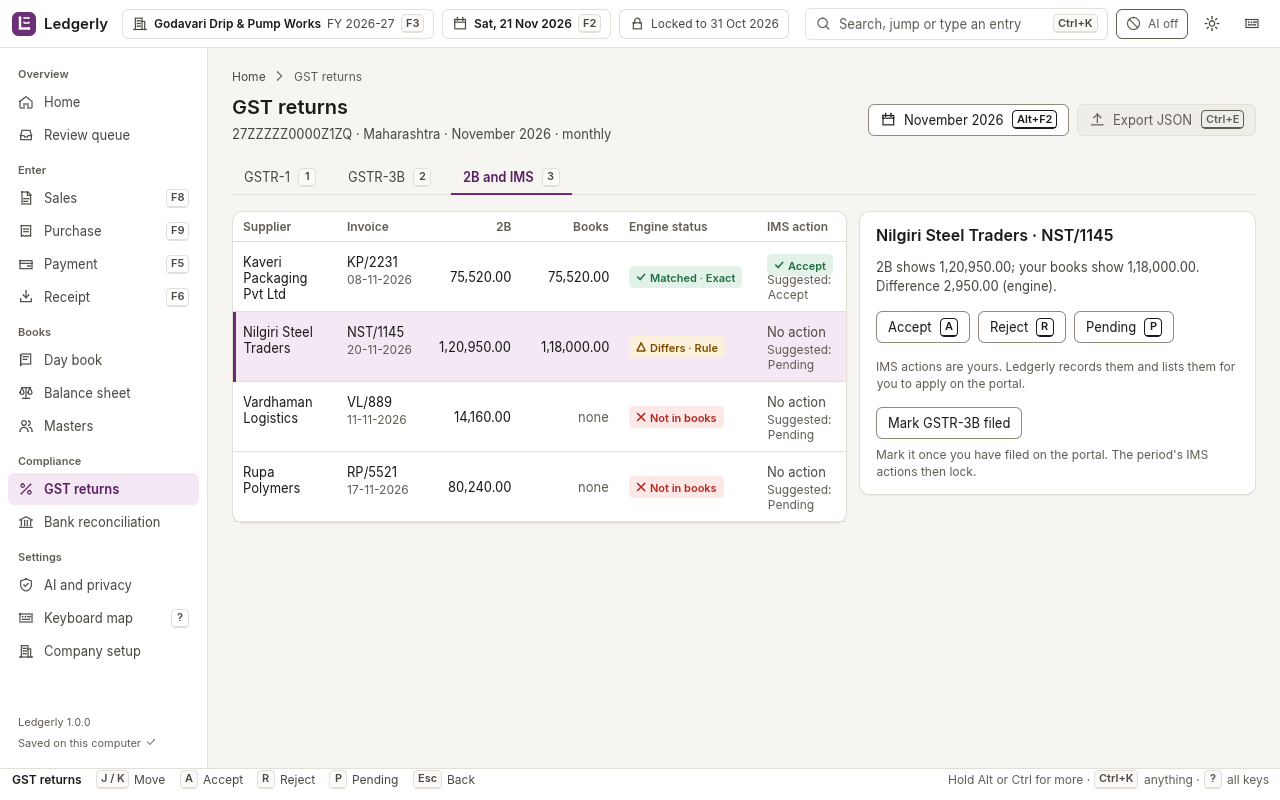 Ledgerly
Godavari Drip & Pump Works FY 2026-27 F3
Sat, 21 Nov 2026 F2
Locked to 31 Oct 2026
Search, jump or type an entry Ctrl+K
AI off
Overview
Home
Review queue
Enter
Sales F8
Purchase F9
Payment F5
Receipt F6
Books
Day book
Balance sheet
Masters
Compliance
GST returns
Bank reconciliation
Settings
AI and privacy
Keyboard map ?
Company setup
Ledgerly 1.0.0
Saved on this computer
Home GST returns
GST returns
27ZZZZZ0000Z1ZQ · Maharashtra · November 2026 · monthly
November 2026 Alt+F2
Export JSON Ctrl+E
GSTR-1 1 GSTR-3B 2 2B and IMS 3
Supplier Invoice 2B Books Engine status IMS action
Kaveri Packaging Pvt Ltd
KP/2231
08-11-2026
75,520.00 75,520.00 Matched · Exact
Accept
Suggested:
Accept
Nilgiri Steel
Traders
NST/1145
20-11-2026
1,20,950.00 1,18,000.00 Differs · Rule
No action
Suggested:
Pending
Vardhaman
Logistics
VL/889
11-11-2026
14,160.00 none Not in books
No action
Suggested:
Pending
Rupa
Polymers
RP/5521
17-11-2026
80,240.00 none Not in books
No action
Suggested:
Pending
Nilgiri Steel Traders · NST/1145
2B shows 1,20,950.00; your books show 1,18,000.00.
Difference 2,950.00 (engine).
Accept A Reject R Pending P
IMS actions are yours. Ledgerly records them and lists them for
you to apply on the portal.
Mark GSTR-3B filed
Mark it once you have filed on the portal. The period's IMS
actions then lock.
GST returns J / K Move A Accept R Reject P Pending Esc Back
Hold Alt or Ctrl for more · Ctrl+K anything · ? all keys